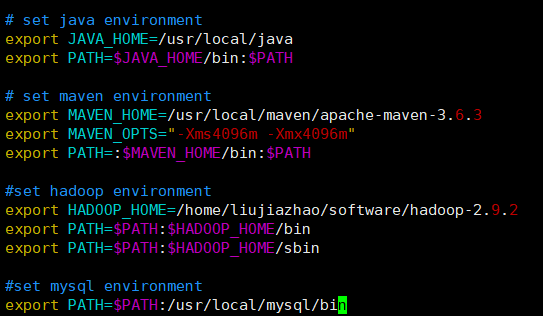 # set java environment
export JAVA_HOME=/usr/local/java
export PATH=$JAVA_HOME/bin:$PATH
# set maven environment
export MAVEN_HOME=/usr/local/maven/apache-maven-3.6.3
export MAVEN_OPTS="-Xms4096m -Xmx4096m"
export PATH=:$MAVEN_HOME/bin:$PATH
#set hadoop environment
export HADOOP_HOME=/home/liujiazhao/software/hadoop-2.9.2
export PATH=$PATH:$HADOOP_HOME/bin
export PATH=$PATH:$HADOOP_HOME/sbin
#set mysql environment
export PATH=$PATH:/usr/local/mysql/bin